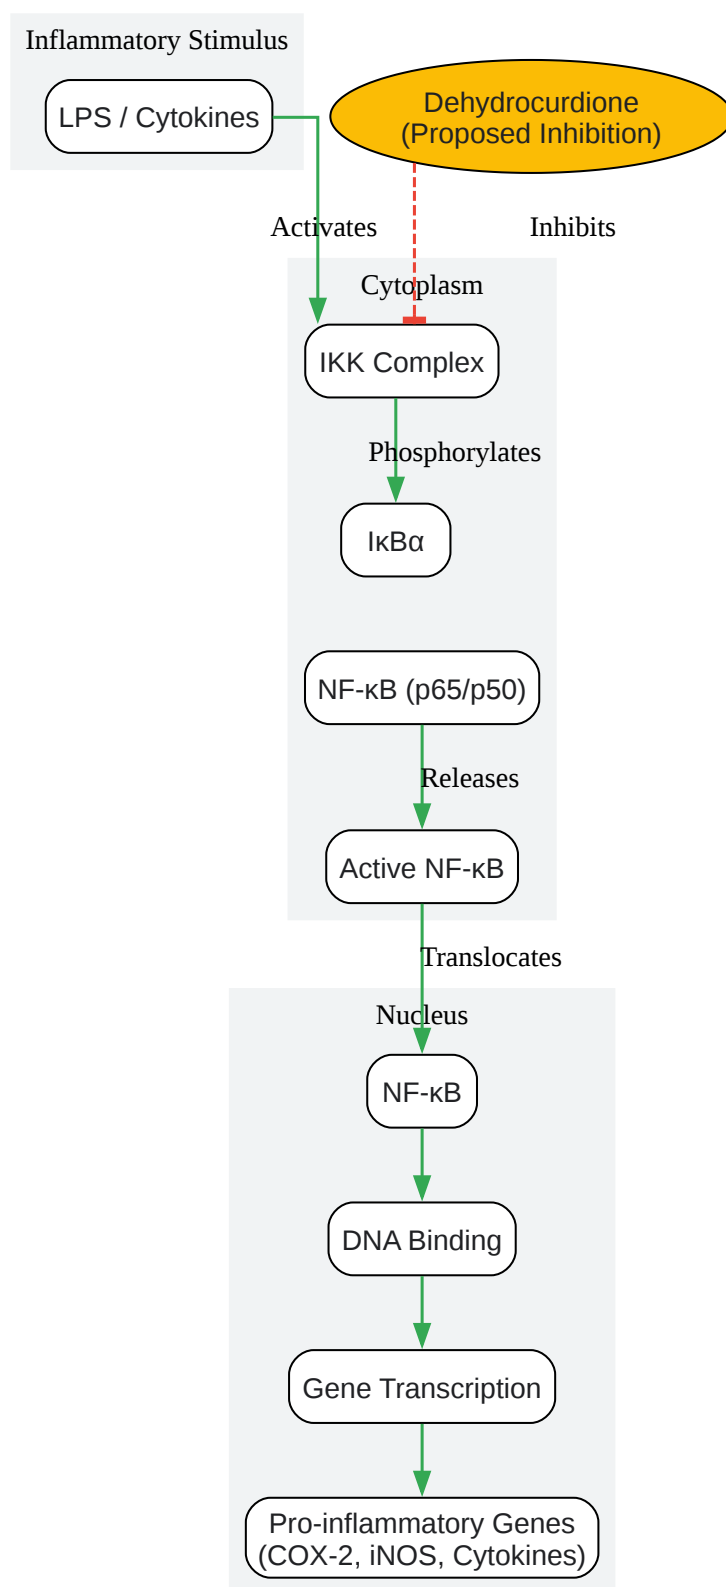 Inflammatory Stimulus
LPS / Cytokines
Dehydrocurdione
(Proposed Inhibition)
Activates
Inhibits
Cytoplasm
IKK Complex
Phosphorylates
IκBα
NF-κB (p65/p50)
Releases
Active NF-κB
Translocates
Nucleus
NF-κB
DNA Binding
Gene Transcription
Pro-inflammatory Genes
(COX-2, iNOS, Cytokines)